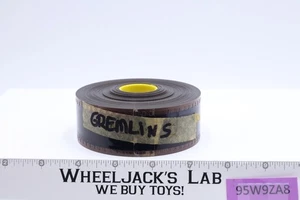 GREMLINS
WHEELJACK'S LAB
WE BUY TOYS!
95W9ZA8